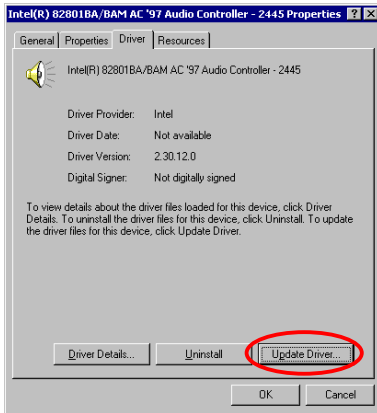 Intel(R) 82801BA/BAM AC '97 Audio Controller - 2445 Properties
General Properties Driver Resources
Intel(R) 82801BA/BAM AC '97 Audio Controller - 2445
Driver Provider: Intel
Driver Date: Not available
Driver Version: 2.30.12.0
Digital Signer: Not digitally signed
To view details about the driver files loaded for this device, click Driver
Details. To uninstall the driver files for this device, click Uninstall. To update
the driver files for this device, click Update Driver.
Driver Details... Uninstall Update Driver...
OK Cancel